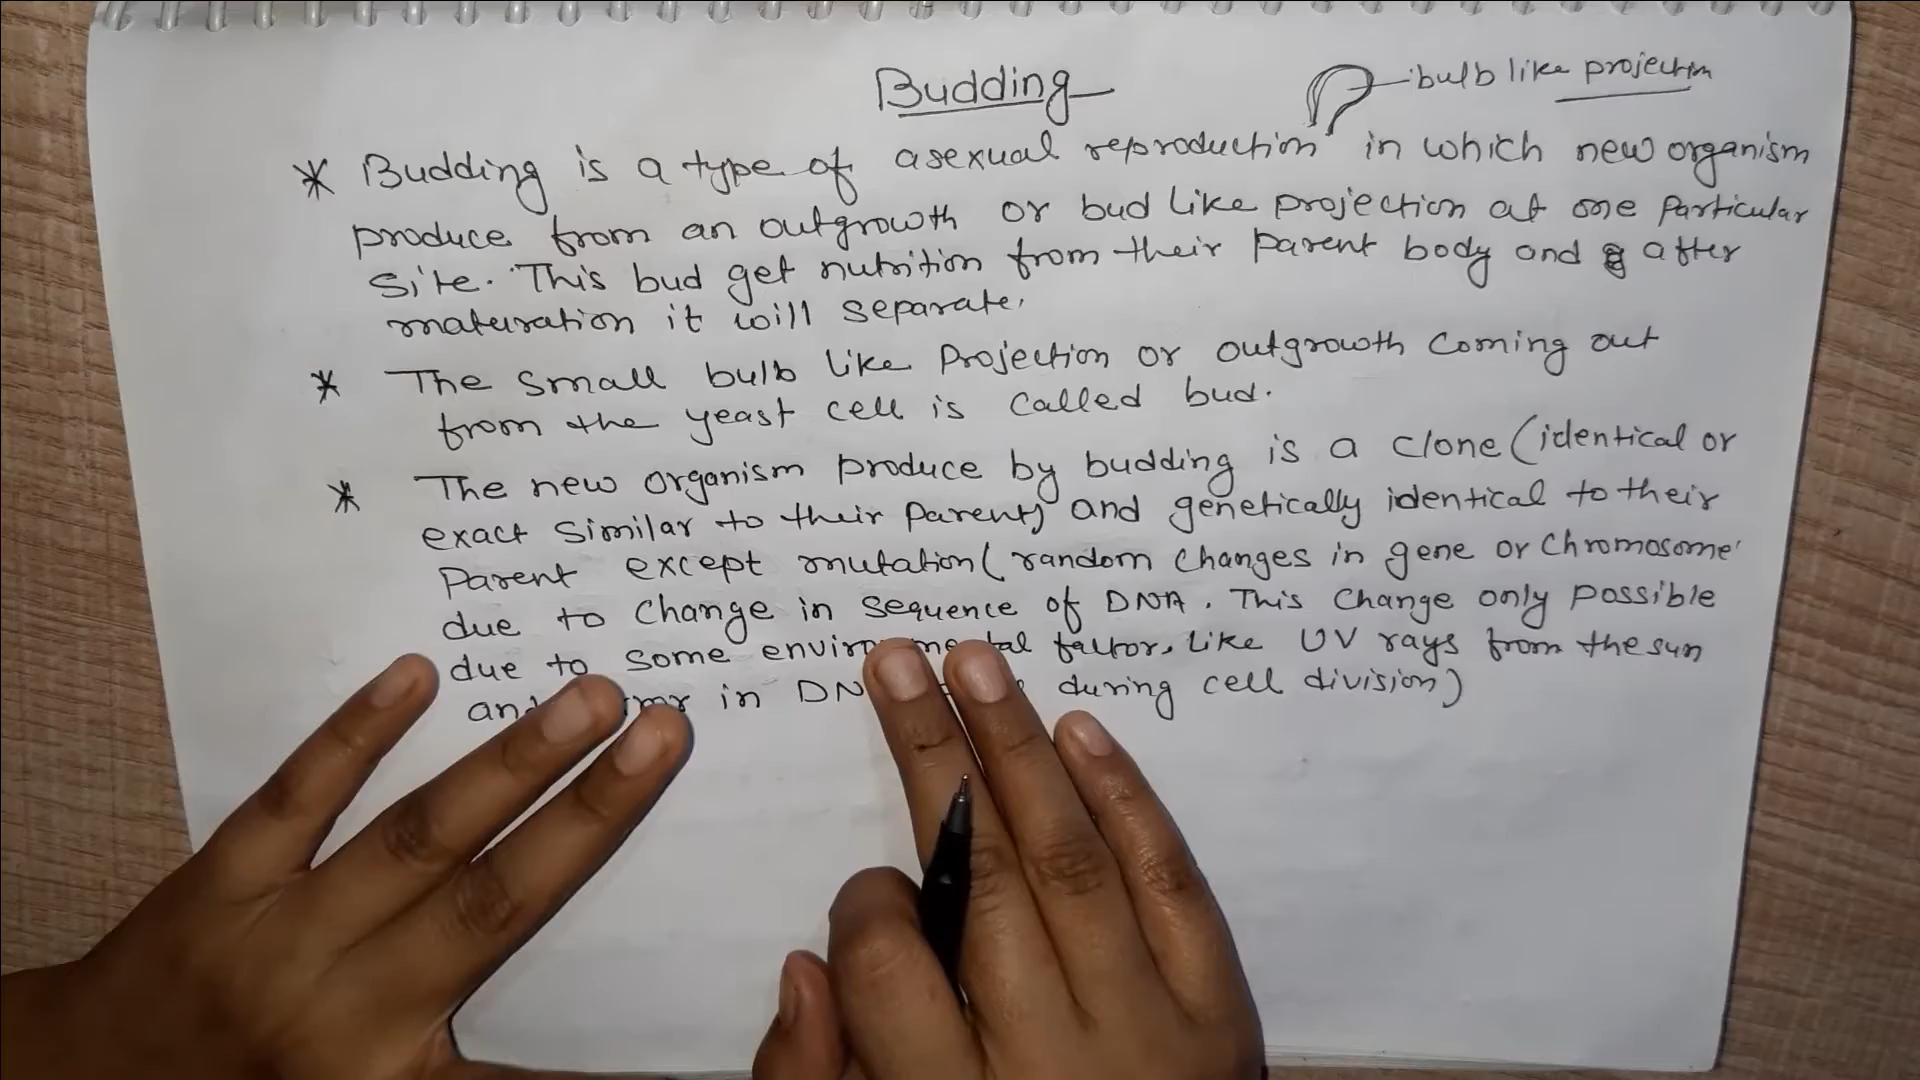 Budding
bulb like projection
* Budding is a type of asexual reproduction in which new organism
produce from an outgrowth or bud like projection at one particular
site. This bud get nutrition from their parent body and after
maturation it will separate.
* The small bulb like projection or outgrowth coming out
from the yeast cell is called bud.
* The new organism produce by budding is a clone (identical or
exact similar to their parent) and genetically identical to their
parent except mutation (random changes in gene or chromosome
due to change in sequence of DNA. This change only possible
due to some environmental factor, like UV rays from the sun
in during cell division)